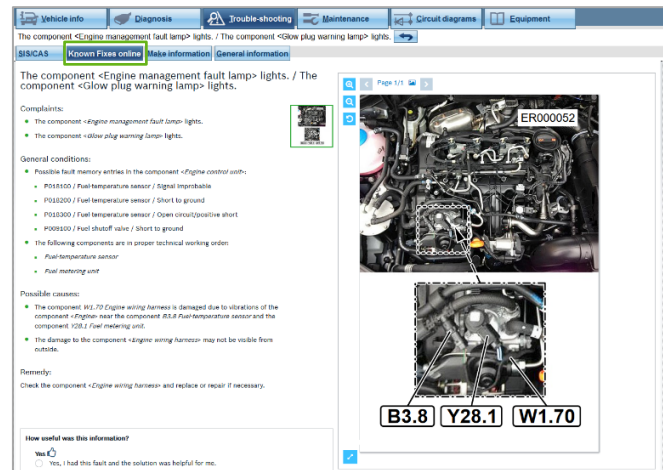 Vehicle info
Diagnosis
Trouble-shooting
Maintenance
Circuit diagrams
Equipment
The component <Engine management fault lamp> lights. / The component <Glow plug warning lamp> lights.
SIS/CAS
Known Fixes online
Make information
General information
The component <Engine management fault lamp> lights. / The
component <Glow plug warning lamp> lights.
Page 1/1
Complaints:
The component <Engine management fault lamp> lights.
The component <Glow plug warning lamp> lights.
General conditions:
Possible fault memory entries in the component <Engine control unit>:
P018100 / Fuel-temperature sensor / Signal improbable
P018200 / Fuel-temperature sensor / Short to ground
P018300 / Fuel-temperature sensor / Open circuit/positive short
P009100 / Fuel shutoff valve / Short to ground
The following components are in proper technical working order:
Fuel-temperature sensor
Fuel metering unit
Possible causes:
The component W1.70 Engine wiring harness is damaged due to vibrations of the
component <Engine> near the component B3.8 Fuel-temperature sensor and the
component Y28.1 Fuel metering unit.
The damage to the component <Engine wiring harness> may not be visible from
outside.
Remedy:
Check the component <Engine wiring harness> and replace or repair if necessary.
How useful was this information?
Yes
Yes, I had this fault and the solution was helpful for me.
ER000052
B3.8
Y28.1
W1.70